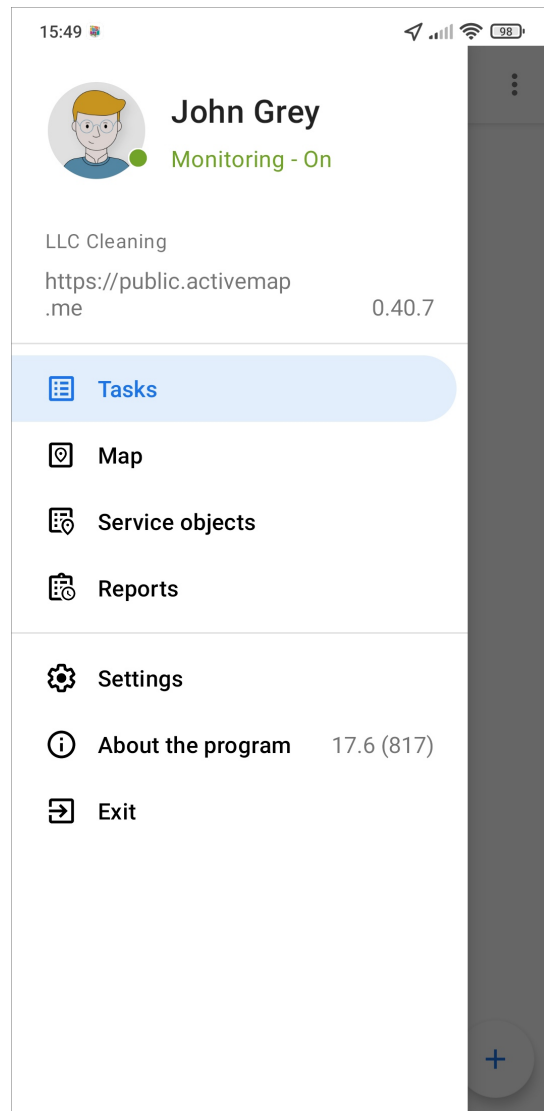 15:49
98
John Grey
Monitoring - On
LLC Cleaning
https://public.activemap
.me
0.40.7
Tasks
Map
Service objects
Reports
Settings
About the program 17.6 (817)
Exit